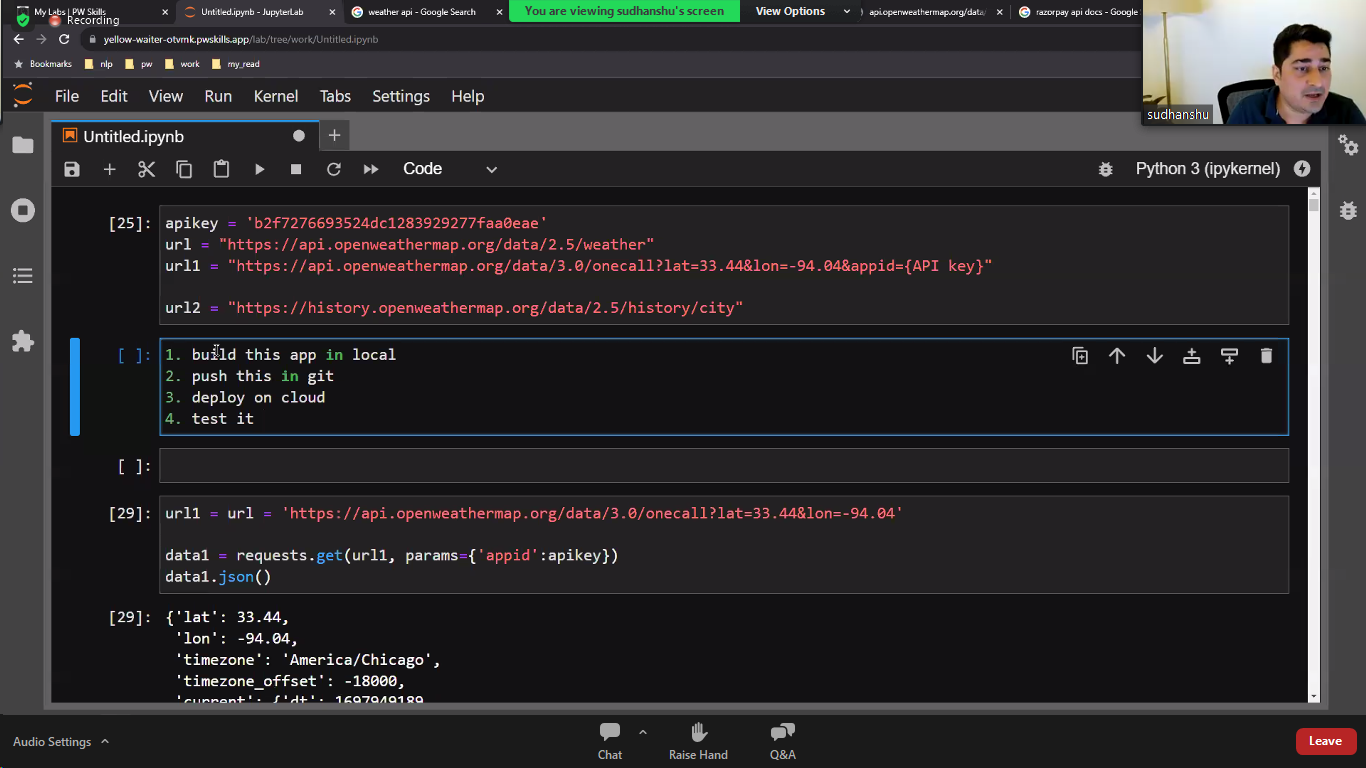 My Labs | PW Skills
Untitled.ipynb - JupyterLab
weather api - Google Search
You are viewing sudhanshu's screen
View Options
api.openweathermap.org/data/
razorpay api docs - Google
Recording
yellow-waiter-otvmk.pwskills.app/lab/tree/work/Untitled.ipynb
Bookmarks nlp pw work my_read
sudhanshu
File Edit View Run Kernel Tabs Settings Help
Untitled.ipynb
Code
Python 3 (ipykernel)
[25]: apikey = 'b2f7276693524dc1283929277faa0eae'
url = "https://api.openweathermap.org/data/2.5/weather"
url1 = "https://api.openweathermap.org/data/3.0/onecall?lat=33.44&lon=-94.04&appid={API key}"
url2 = "https://history.openweathermap.org/data/2.5/history/city"
[ ]: 1. build this app in local
2. push this in git
3. deploy on cloud
4. test it
[ ]:
[29]: url1 = url = 'https://api.openweathermap.org/data/3.0/onecall?lat=33.44&lon=-94.04'
data1 = requests.get(url1, params={'appid':apikey})
data1.json()
[29]: {'lat': 33.44,
'lon': -94.04,
'timezone': 'America/Chicago',
'timezone_offset': -18000,
'current': {'dt': 1697949189
Audio Settings
Chat
Raise Hand
Q&A
Leave